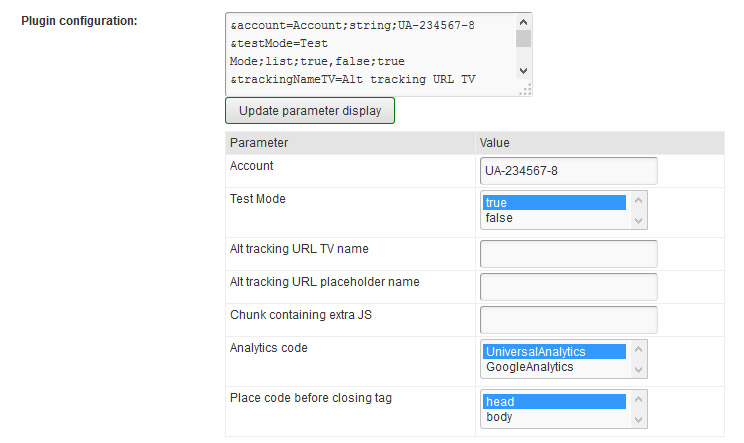 Plugin configuration:
&account=Account;string;UA-234567-8
&testMode=Test
Mode;list;true,false;true
&trackingNameTV=Alt tracking URL TV
Update parameter display
Parameter Value
Account UA-234567-8
Test Mode true
false
Alt tracking URL TV name
Alt tracking URL placeholder name
Chunk containing extra JS
Analytics code UniversalAnalytics
GoogleAnalytics
Place code before closing tag head
body